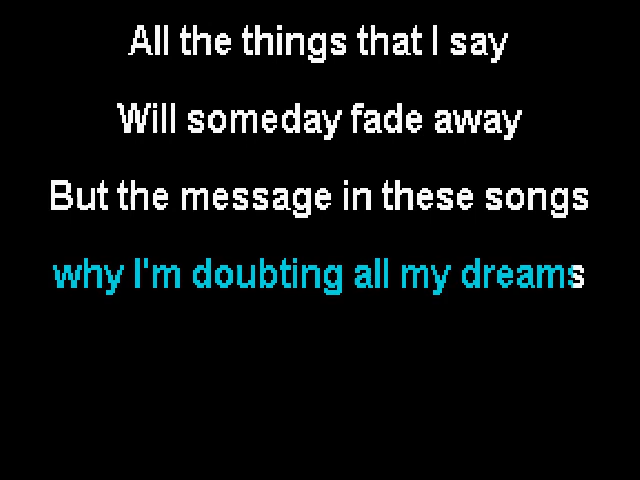 All the things that I say
Will someday fade away
But the message in these songs
why I'm doubting all my dreams